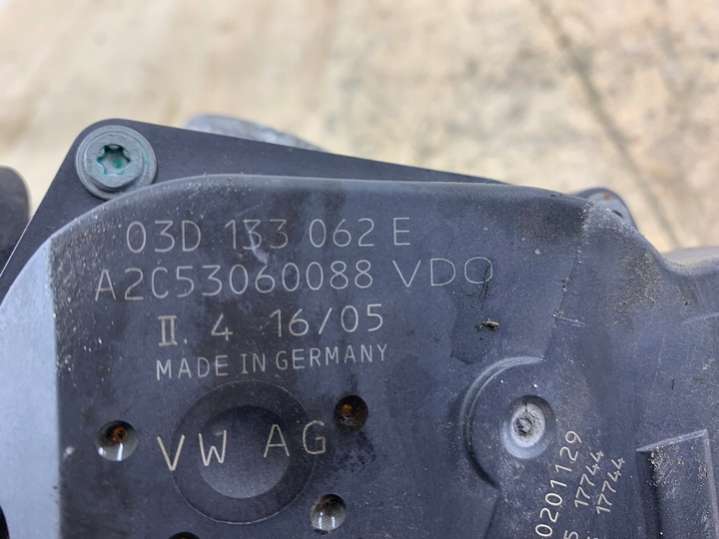 03D 133 062 E
A2C53060088 VDO
II. 4 16/05
MADE IN GERMANY
VW AG
0201129
17744
17744